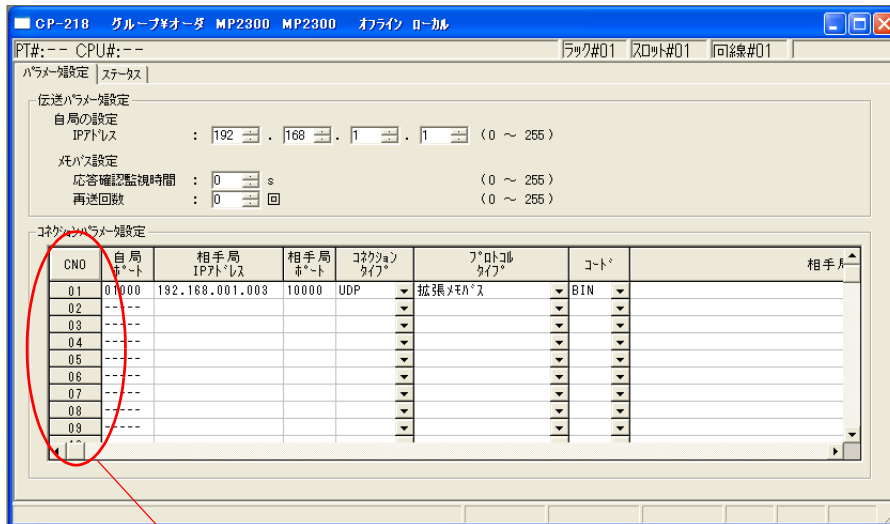 CP-218 グループ¥オーダ MP2300 MP2300 オフライン ローカル
PT#:-- CPU#:-- ラック#01 スロット#01 回線#01
パラメータ設定 ステータス
伝送パラメータ設定
自局の設定
IPアドレス : 192 . 168 . 1 . 1 (0 ～ 255)
メモバス設定
応答確認監視時間 : 0 s (0 ～ 255)
再送回数 : 0 回 (0 ～ 255)
コネクションパラメータ設定
CNO 自局ポート 相手局IPアドレス 相手局ポート コネクションタイプ プロトコルタイプ コード 相手局
01 01000 192.168.001.003 10000 UDP 拡張メモバス BIN
02 -----
03 -----
04 -----
05 -----
06 -----
07 -----
08 -----
09 -----